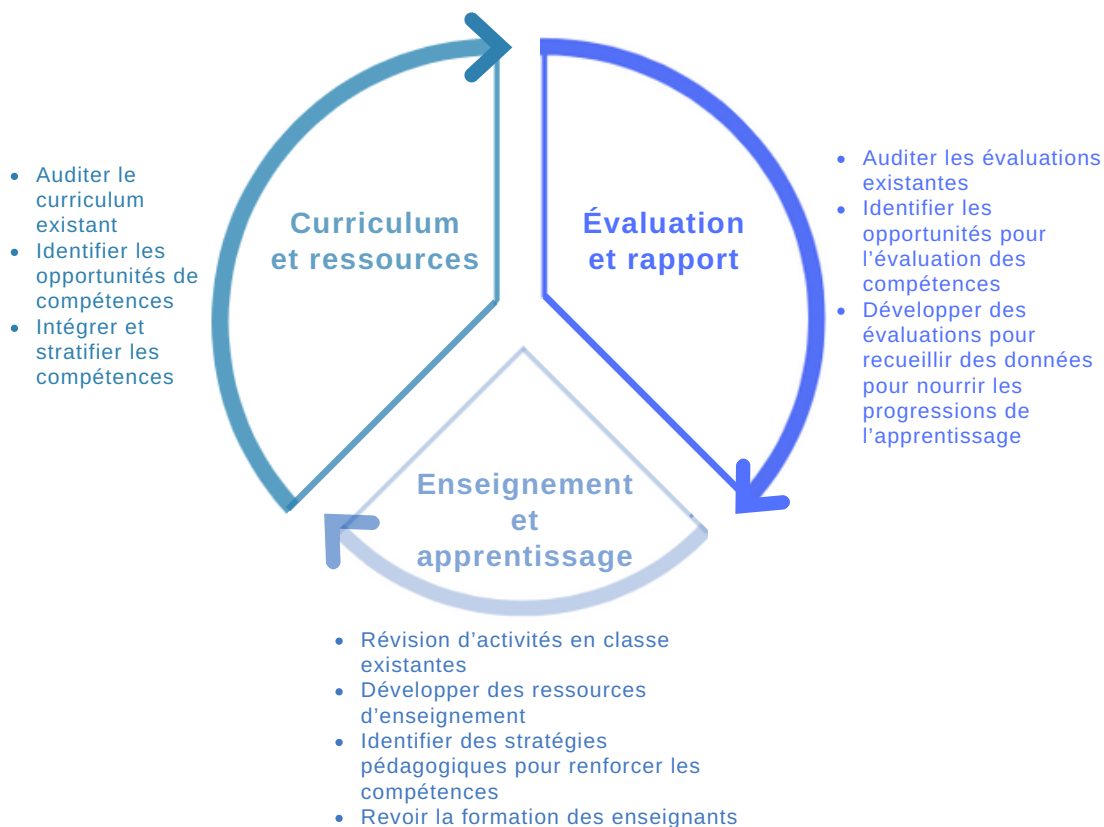 Auditer le
curriculum
existant
Identifier les
opportunités de
compétences
Intégrer et
stratifier les
compétences
Curriculum
et ressources
Évaluation
et rapport
Auditer les évaluations
existantes
Identifier les
opportunités pour
l’évaluation des
compétences
Développer des
évaluations pour
recueillir des données
pour nourrir les
progressions de
l’apprentissage
Enseignement
et
apprentissage
Révision d’activités en classe
existantes
Développer des ressources
d’enseignement
Identifier des stratégies
pédagogiques pour renforcer les
compétences
Revoir la formation des enseignants